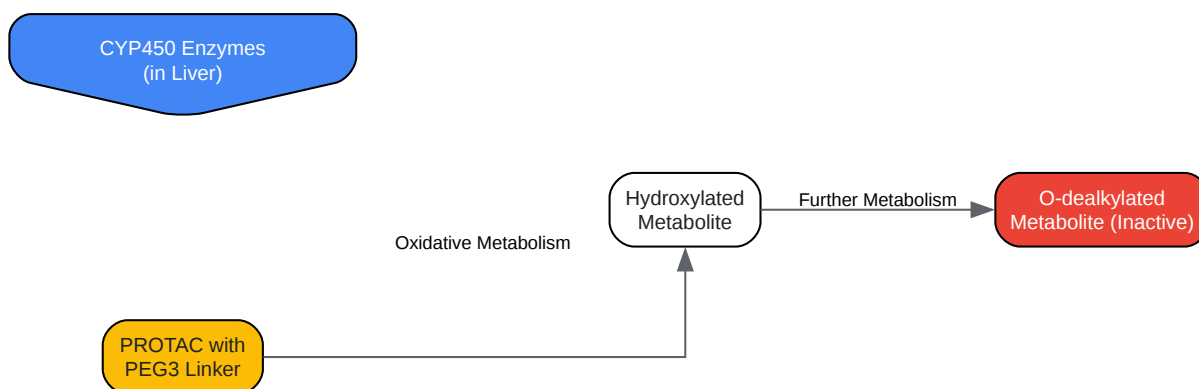 CYP450 Enzymes
(in Liver)
Hydroxylated
Metabolite
Further Metabolism
O-dealkylated
Metabolite (Inactive)
Oxidative Metabolism
PROTAC with
PEG3 Linker